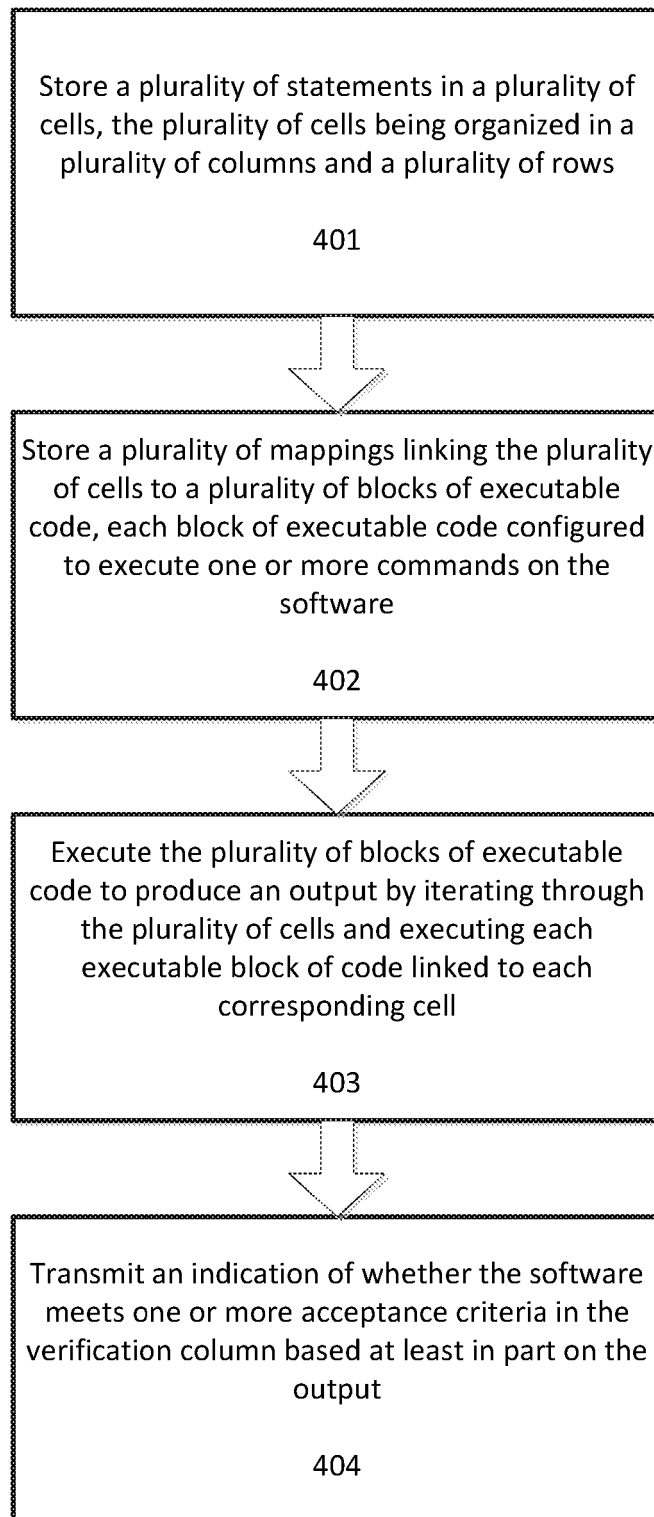 Store a plurality of statements in a plurality of
cells, the plurality of cells being organized in a
plurality of columns and a plurality of rows
401
Store a plurality of mappings linking the plurality
of cells to a plurality of blocks of executable
code, each block of executable code configured
to execute one or more commands on the
software
402
Execute the plurality of blocks of executable
code to produce an output by iterating through
the plurality of cells and executing each
executable block of code linked to each
corresponding cell
403
Transmit an indication of whether the software
meets one or more acceptance criteria in the
verification column based at least in part on the
output
404